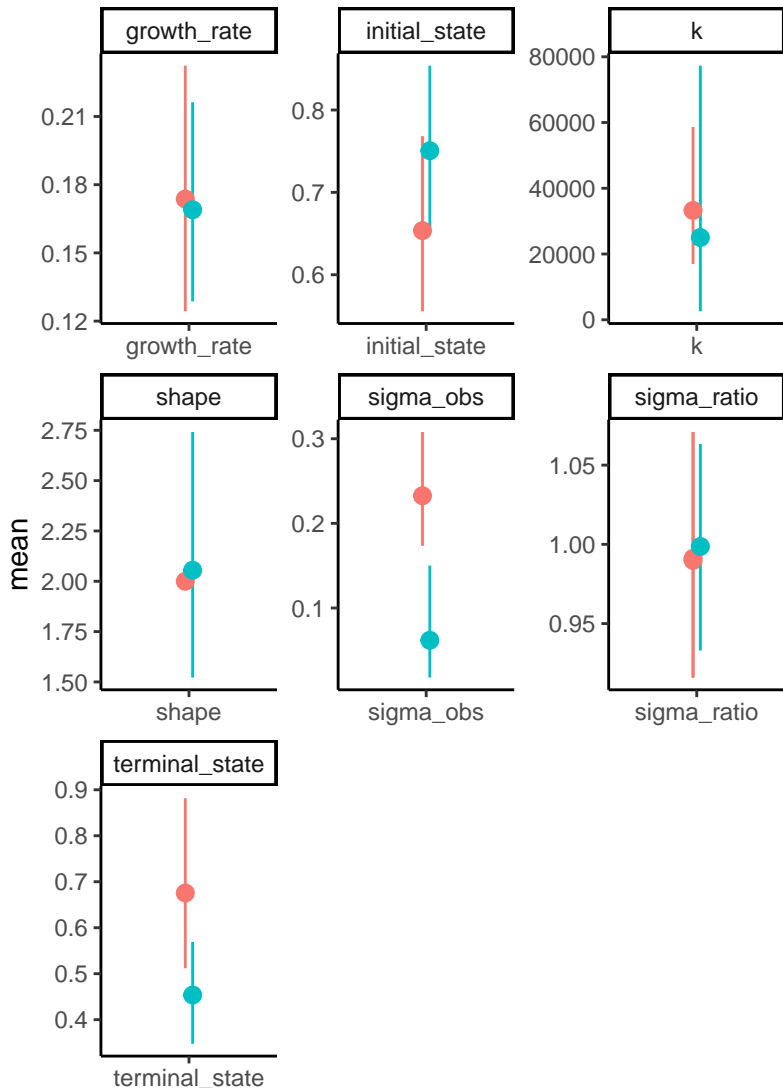 growth_rate
0.21
0.18
0.15
0.12
growth_rate
initial_state
0.8
0.7
0.6
initial_state
k
80000
60000
40000
20000
0
k
mean
shape
2.75
2.50
2.25
2.00
1.75
1.50
shape
sigma_obs
0.3
0.2
0.1
sigma_obs
sigma_ratio
1.05
1.00
0.95
sigma_ratio
terminal_state
0.9
0.8
0.7
0.6
0.5
0.4
terminal_state